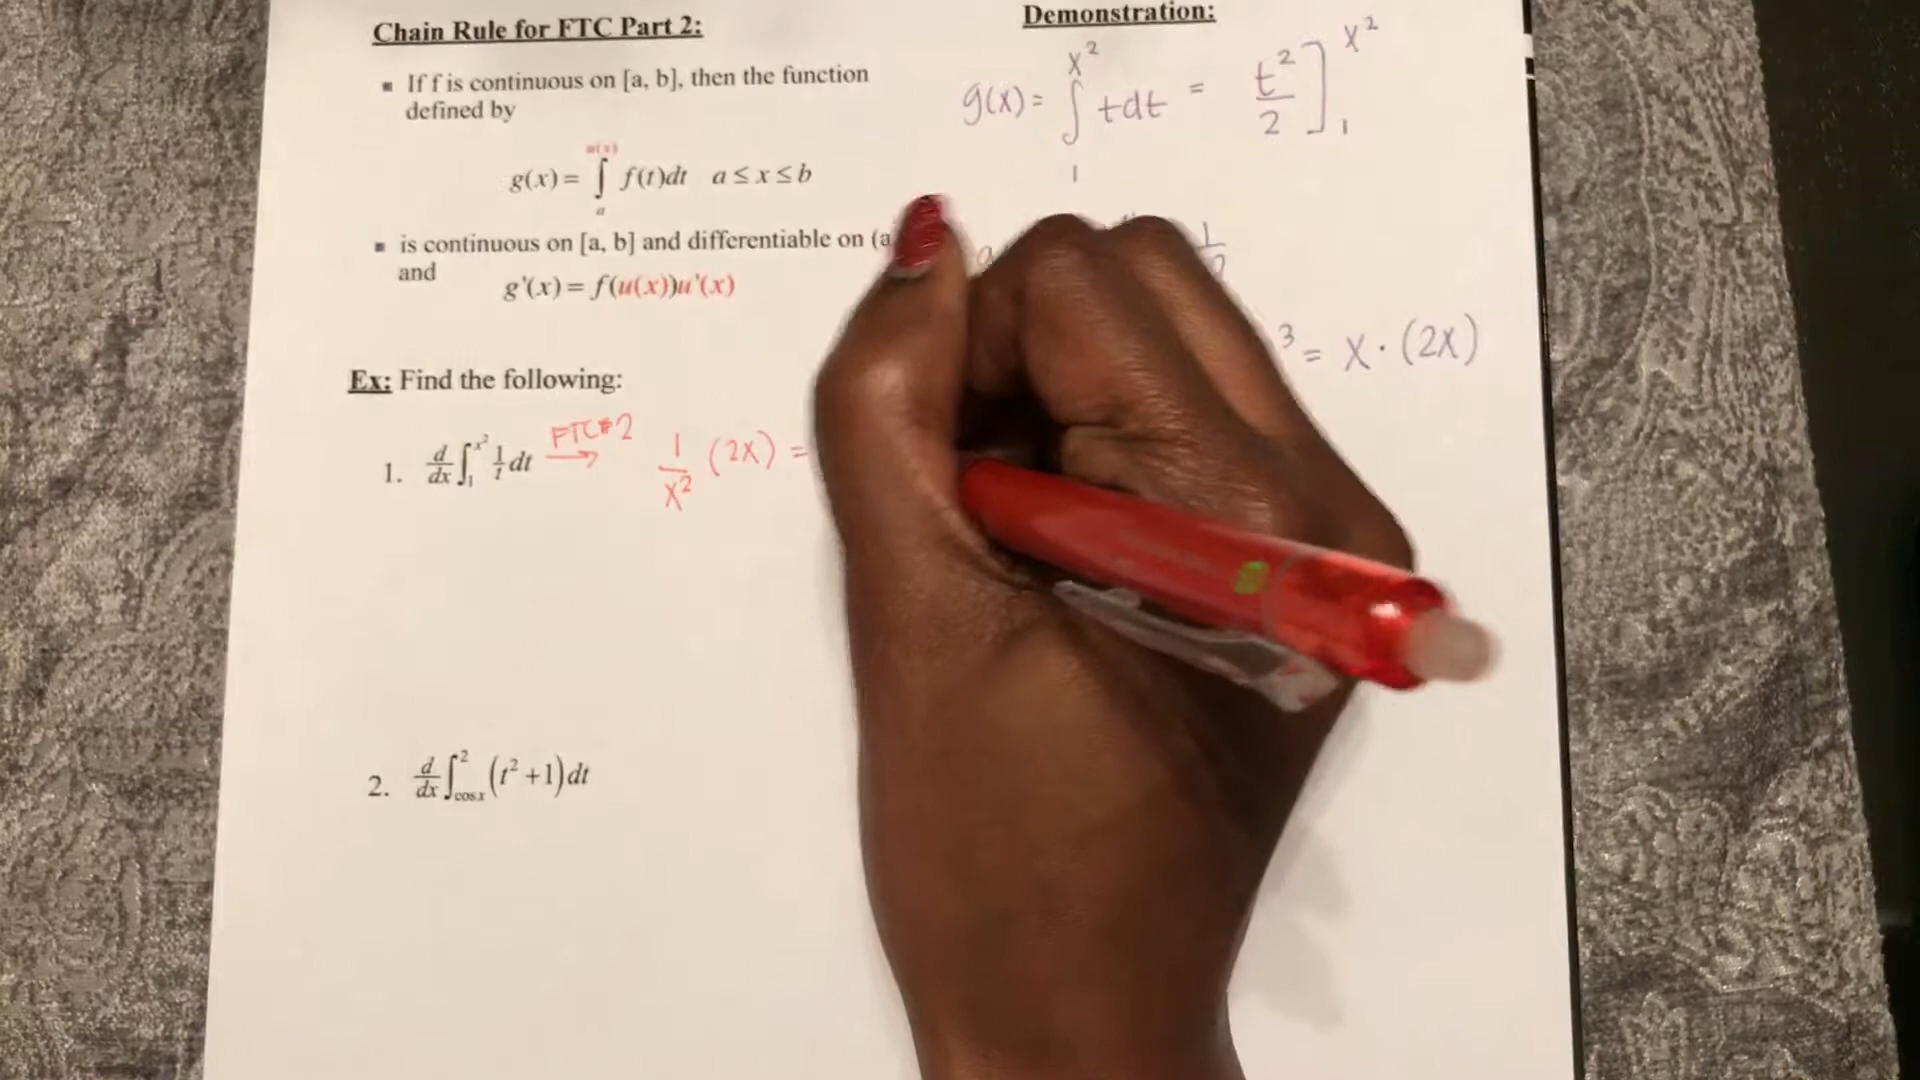 Chain Rule for FTC Part 2:
▪ If f is continuous on [a, b], then the function
defined by
g(x) = ∫ₐ^{u(x)} f(t)dt a ≤ x ≤ b
▪ is continuous on [a, b] and differentiable on (a
and
g'(x) = f(u(x))u'(x)
Demonstration:
g(x) = ∫₁^{x²} t dt = t²/2 ]₁^{x²}
3 = x · (2x)
Ex: Find the following:
1. d/dx ∫₁^{x²} 1/t dt FTC#2 → 1/x² (2x) =
2. d/dx ∫_{cos x}^{2} (t² + 1) dt